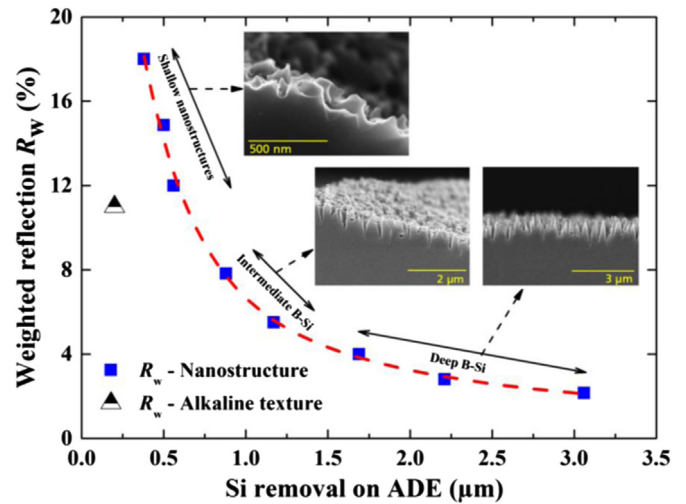 20
16
12
8
4
0
Weighted reflection R_W (%)
Shallow nanostructures
500 nm
Intermediate B-Si
2 μm
3 μm
Deep B-Si
R_w - Nanostructure
R_w - Alkaline texture
0.0 0.5 1.0 1.5 2.0 2.5 3.0 3.5
Si removal on ADE (μm)